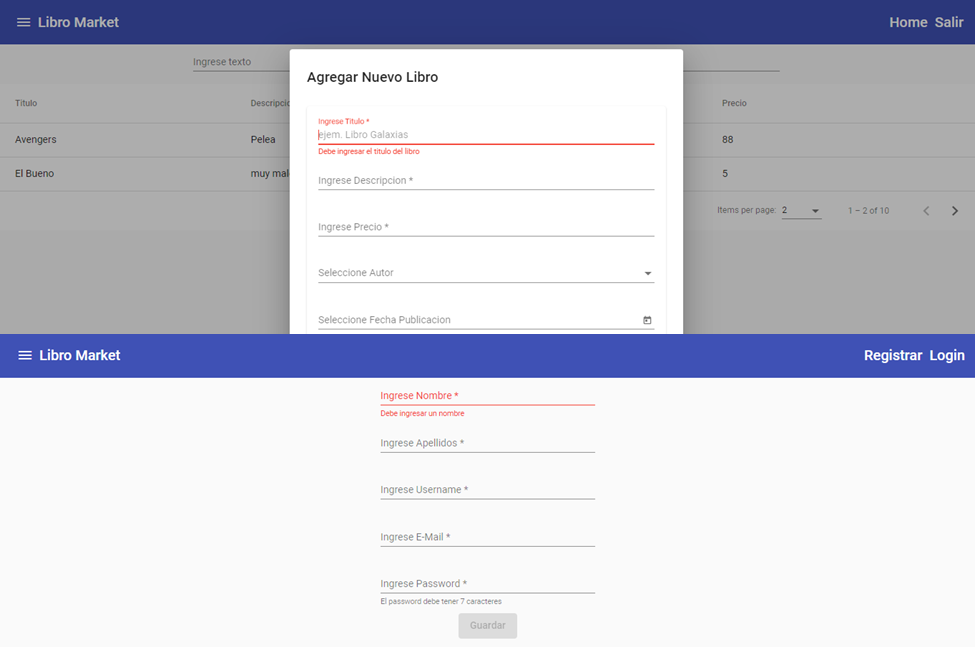 Libro Market
Home Salir
Ingrese texto
Agregar Nuevo Libro
Titulo
Precio
Ingrese Titulo *
ejem. Libro Galaxias
Debe ingresar el titulo del libro
Avengers
Pelea
88
El Bueno
5
Ingrese Descripcion *
Items per page: 2
1 – 2 of 10
Ingrese Precio *
Seleccione Autor
Seleccione Fecha Publicacion
Libro Market
Registrar Login
Ingrese Nombre *
Debe ingresar un nombre
Ingrese Apellidos *
Ingrese Username *
Ingrese E-Mail *
Ingrese Password *
El password debe tener 7 caracteres
Guardar